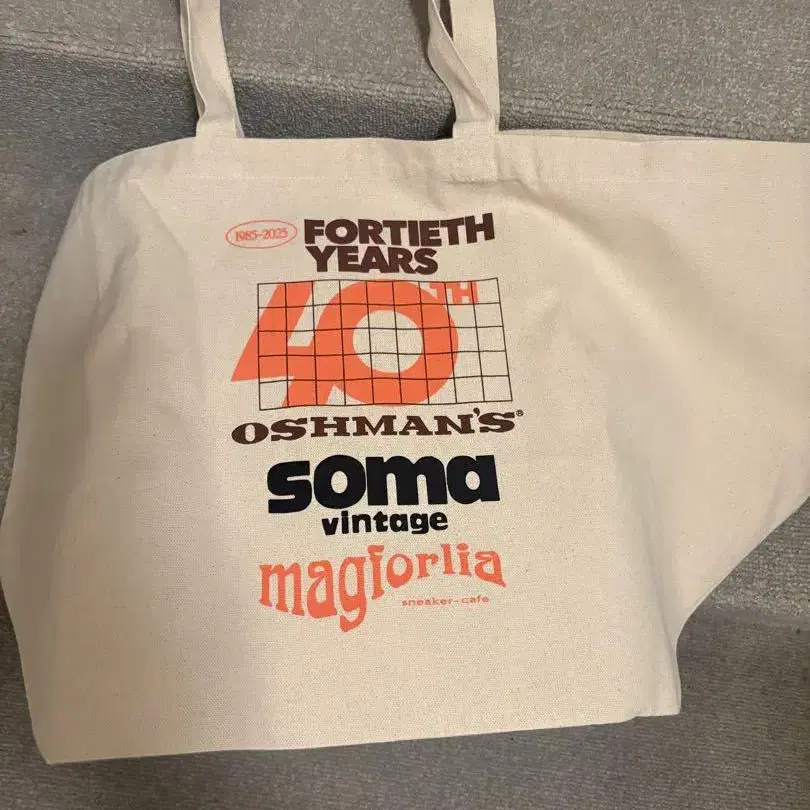 1985-2025
FORTIETH
YEARS
40TH
OSHMAN'S®
soma
vintage
magforlia
sneaker-cafe